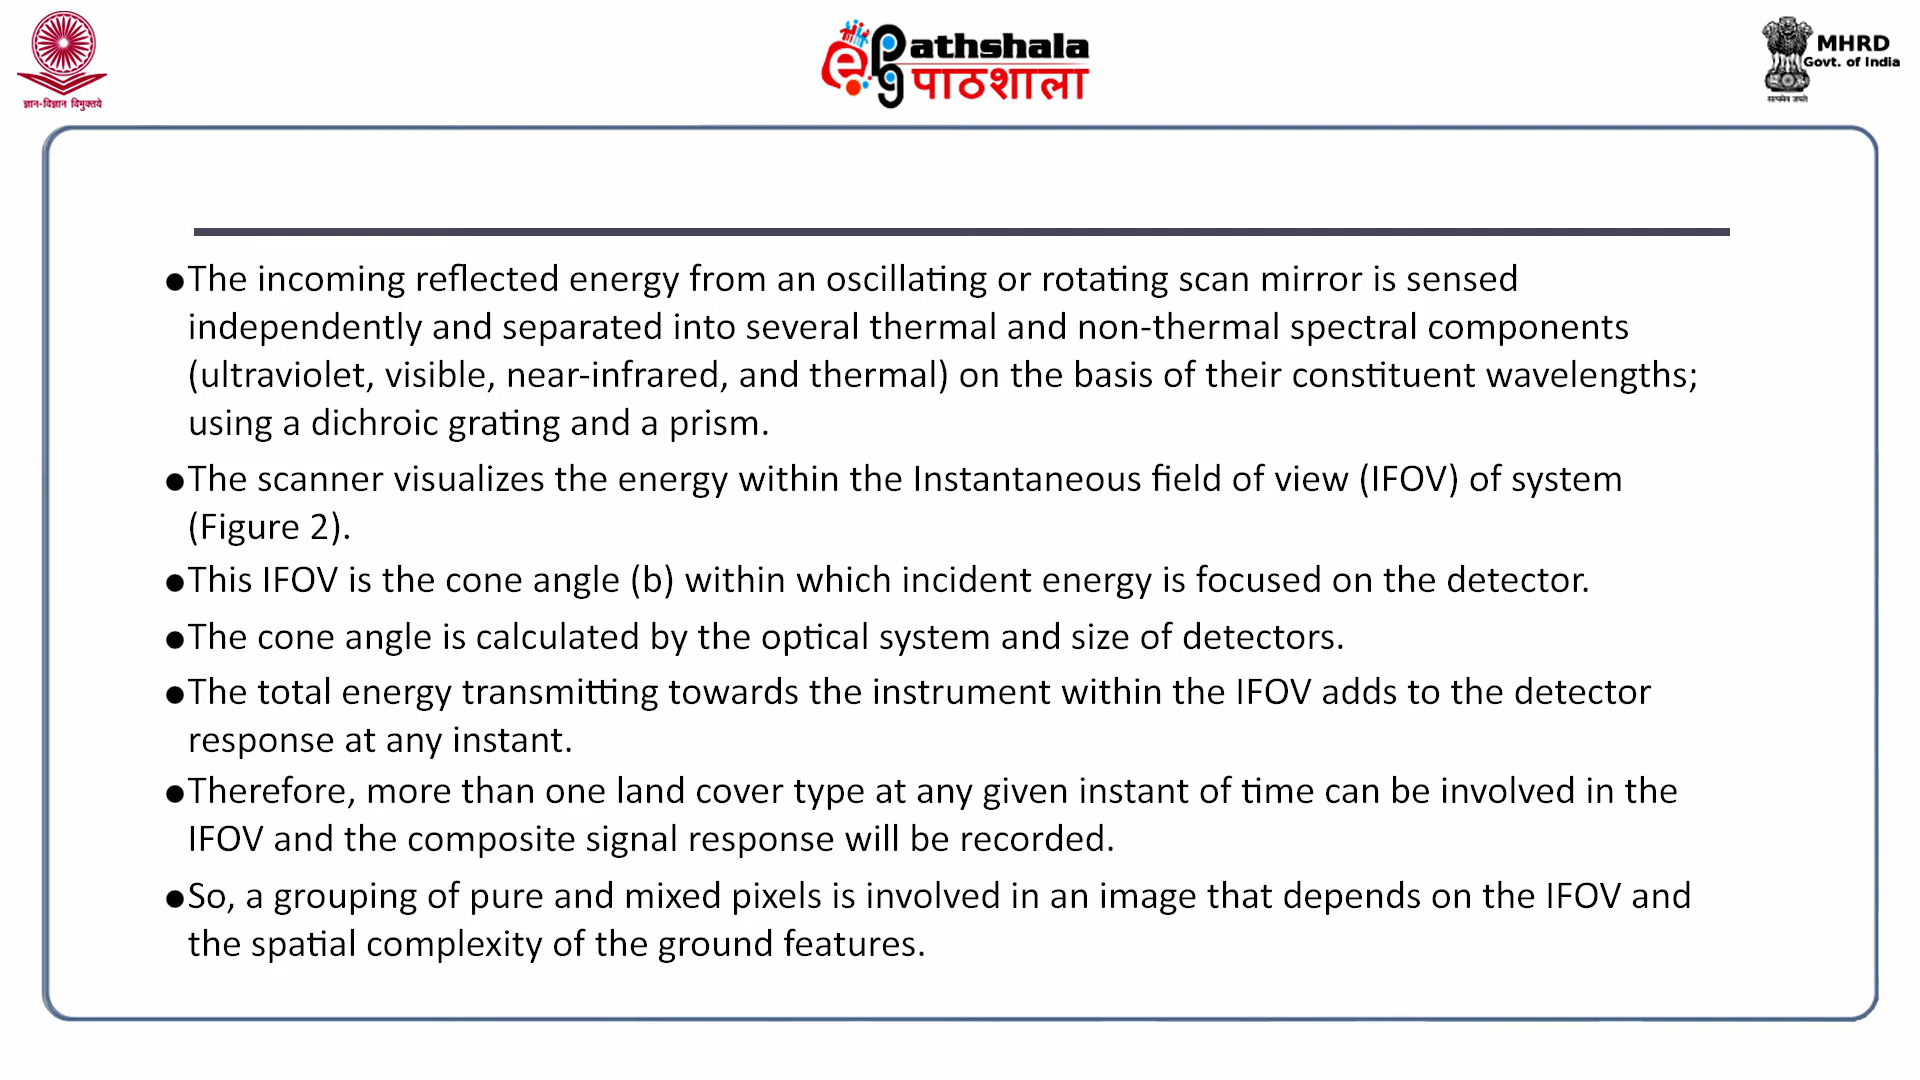 ज्ञान-विज्ञान विमुक्तये
ePathshala
पाठशाला
MHRD
Govt. of India
सत्यमेव जयते
●The incoming reflected energy from an oscillating or rotating scan mirror is sensed
independently and separated into several thermal and non-thermal spectral components
(ultraviolet, visible, near-infrared, and thermal) on the basis of their constituent wavelengths;
using a dichroic grating and a prism.
●The scanner visualizes the energy within the Instantaneous field of view (IFOV) of system
(Figure 2).
●This IFOV is the cone angle (b) within which incident energy is focused on the detector.
●The cone angle is calculated by the optical system and size of detectors.
●The total energy transmitting towards the instrument within the IFOV adds to the detector
response at any instant.
●Therefore, more than one land cover type at any given instant of time can be involved in the
IFOV and the composite signal response will be recorded.
●So, a grouping of pure and mixed pixels is involved in an image that depends on the IFOV and
the spatial complexity of the ground features.